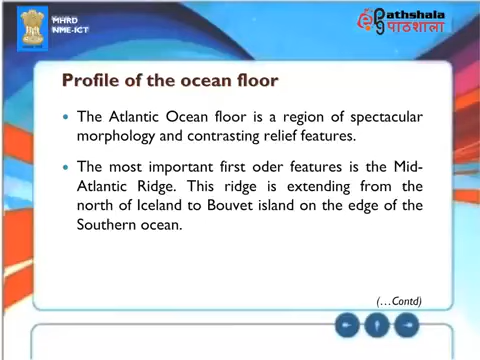 MHRD
NME-ICT
Pathshala
पाठशाला
Profile of the ocean floor
The Atlantic Ocean floor is a region of spectacular
morphology and contrasting relief features.
The most important first oder features is the Mid-
Atlantic Ridge. This ridge is extending from the
north of Iceland to Bouvet island on the edge of the
Southern ocean.
(…Contd)